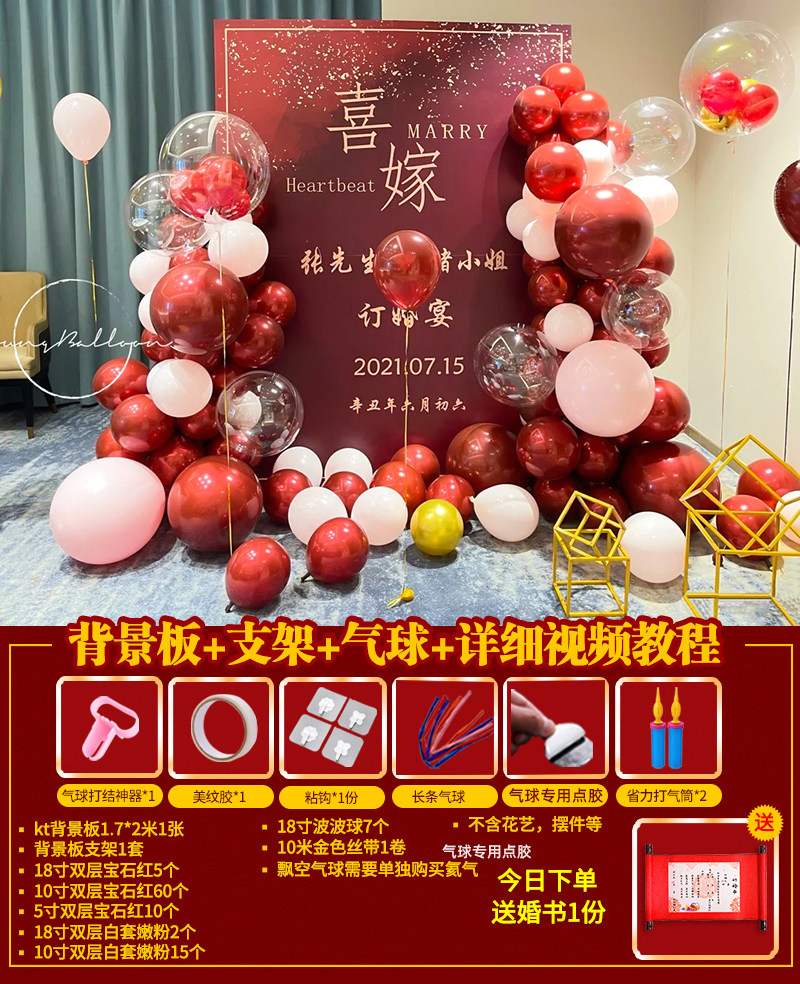 喜
MARRY
Heartbeat
嫁
张先生 小姐
订婚宴
2021.07.15
辛丑年六月初六
Balloon
背景板+支架+气球+详细视频教程
气球打结神器*1
美纹胶*1
粘钩*1份
长条气球
气球专用点胶
省力打气筒*2
kt背景板1.7*2米1张
背景板支架1套
18寸双层宝石红5个
10寸双层宝石红60个
5寸双层宝石红10个
18寸双层白套嫩粉2个
10寸双层白套嫩粉15个
18寸波波球7个
10米金色丝带1卷
飘空气球需要单独购买氦气
不含花艺，摆件等
气球专用点胶
今日下单
送婚书1份
送